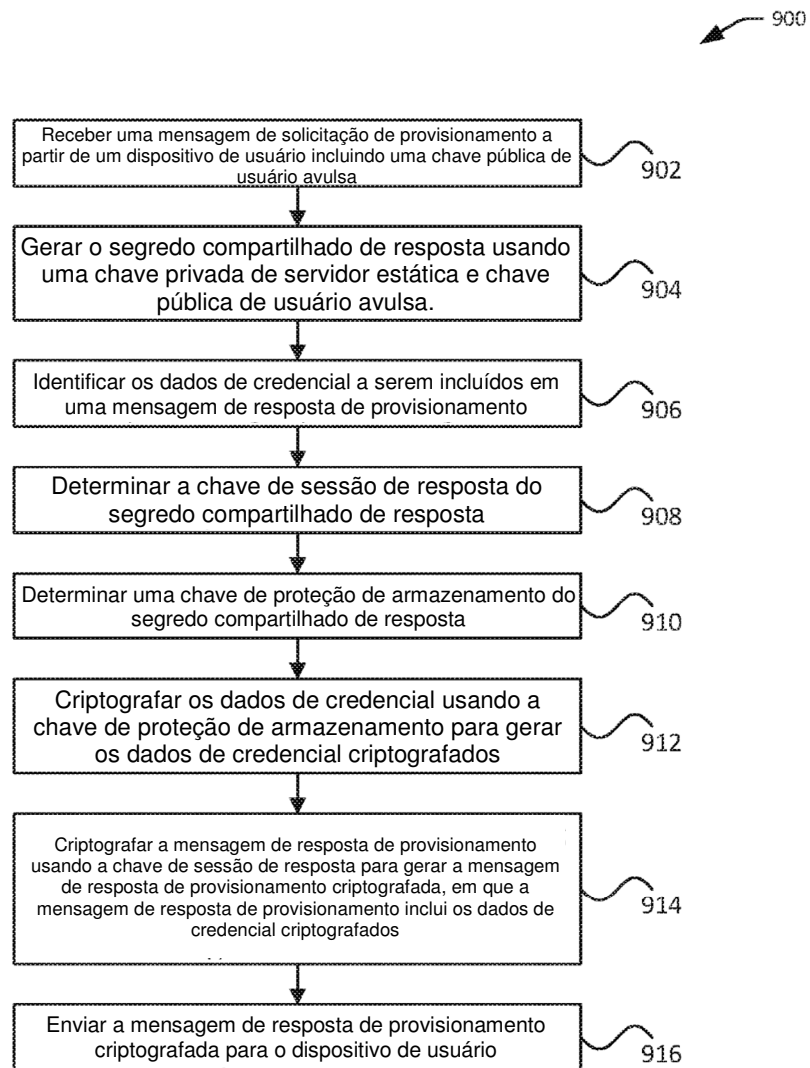 900
Receber uma mensagem de solicitação de provisionamento a
partir de um dispositivo de usuário incluindo uma chave pública de
usuário avulsa
902
Gerar o segredo compartilhado de resposta usando
uma chave privada de servidor estática e chave
pública de usuário avulsa.
904
Identificar os dados de credencial a serem incluídos em
uma mensagem de resposta de provisionamento
906
Determinar a chave de sessão de resposta do
segredo compartilhado de resposta
908
Determinar uma chave de proteção de armazenamento do
segredo compartilhado de resposta
910
Criptografar os dados de credencial usando a
chave de proteção de armazenamento para gerar
os dados de credencial criptografados
912
Criptografar a mensagem de resposta de provisionamento
usando a chave de sessão de resposta para gerar a mensagem
de resposta de provisionamento criptografada, em que a
mensagem de resposta de provisionamento inclui os dados de
credencial criptografados
914
Enviar a mensagem de resposta de provisionamento
criptografada para o dispositivo de usuário
916